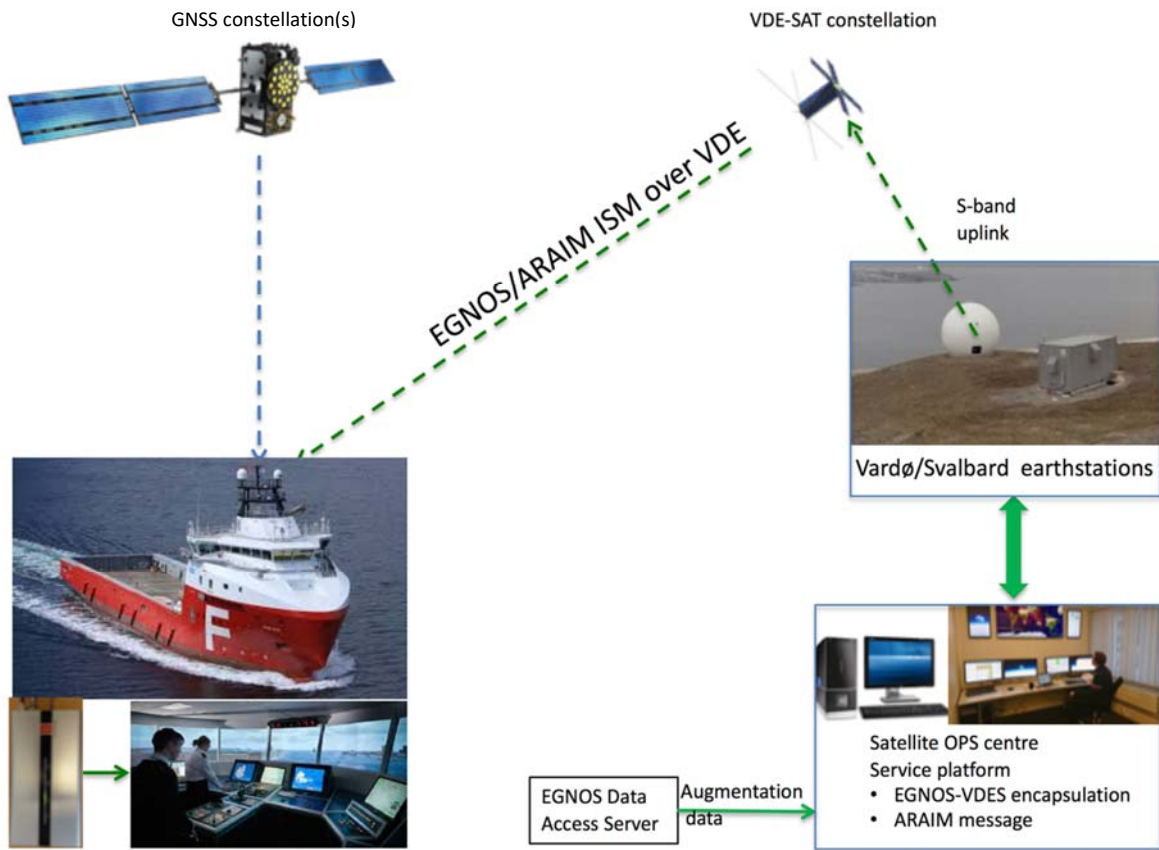 GNSS constellation(s)
VDE-SAT constellation
EGNOS/ARAIM ISM over VDE
S-band
uplink
Vardø/Svalbard earthstations
F
Satellite OPS centre
Service platform
• EGNOS-VDES encapsulation
• ARAIM message
EGNOS Data
Access Server
Augmentation
data